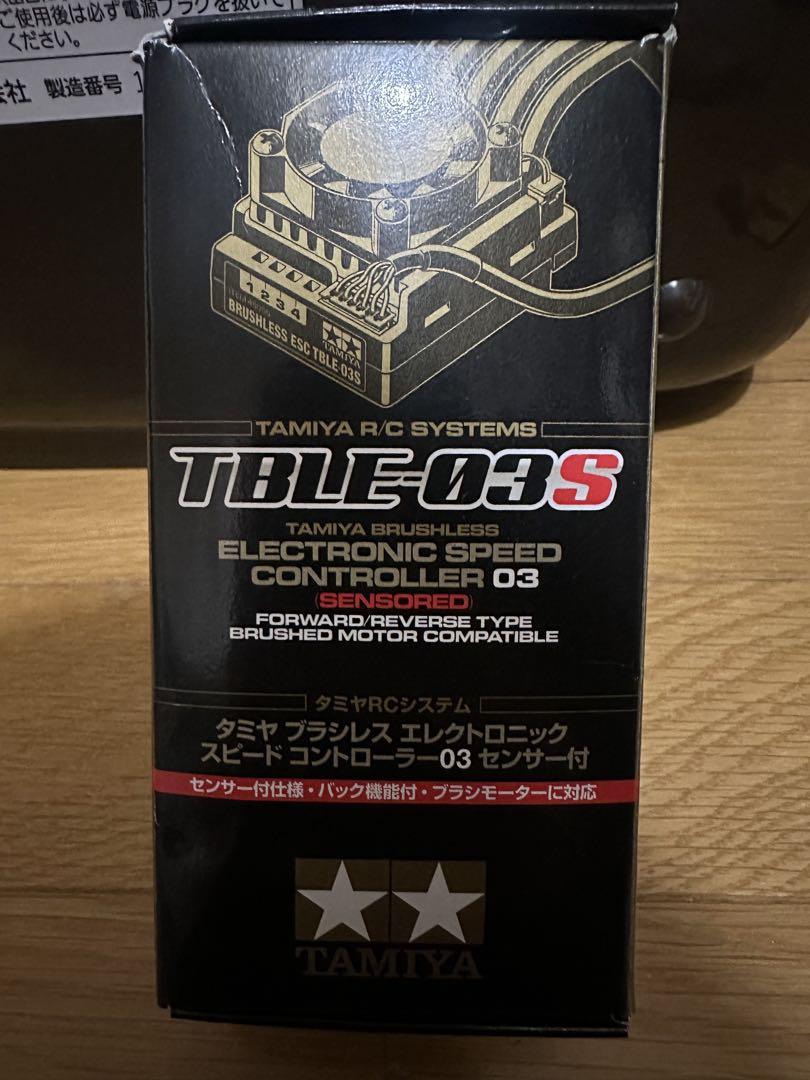 ご使用後は必ず電源プラグを抜いて
ください。
会社 製造番号 1
1 2 3 4
BRUSHLESS ESC TBLE-03S
TAMIYA
TAMIYA R/C SYSTEMS
TBLE-03S
TAMIYA BRUSHLESS
ELECTRONIC SPEED
CONTROLLER 03
(SENSORED)
FORWARD/REVERSE TYPE
BRUSHED MOTOR COMPATIBLE
タミヤRCシステム
タミヤ ブラシレス エレクトロニック
スピード コントローラー03 センサー付
センサー付仕様・バック機能付・ブラシモーターに対応
TAMIYA